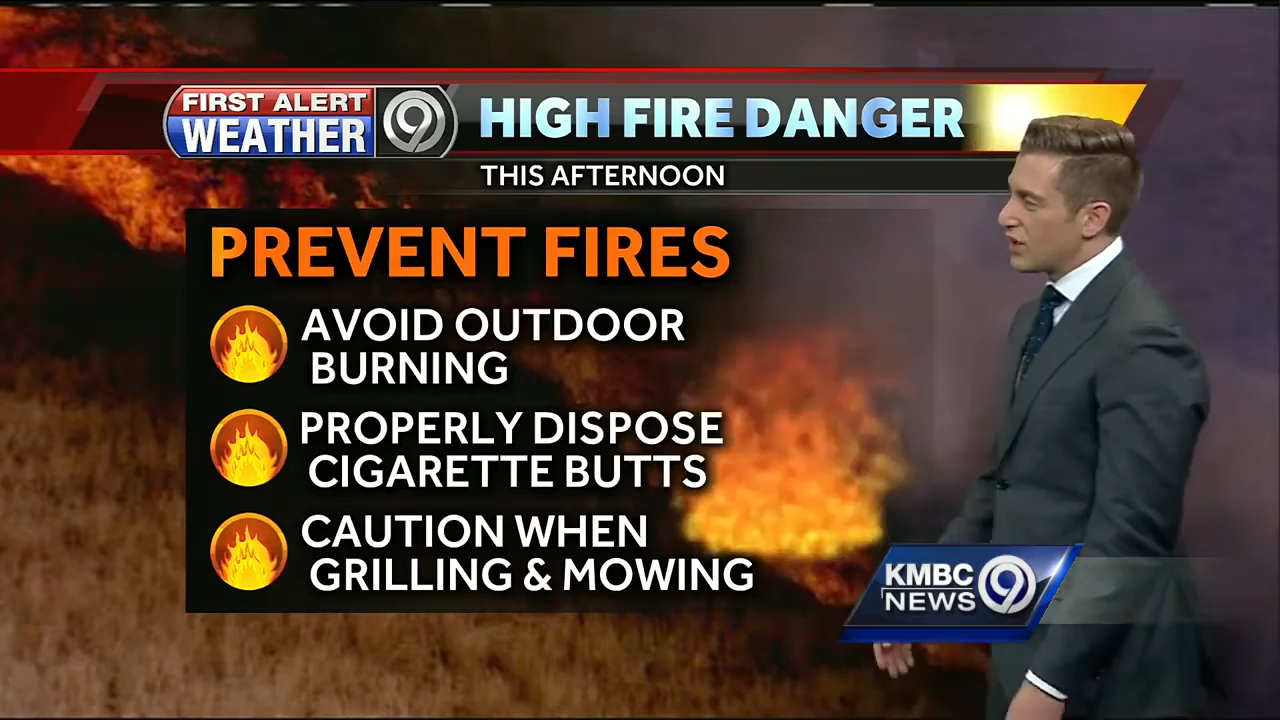 FIRST ALERT
WEATHER 9
HIGH FIRE DANGER
THIS AFTERNOON
PREVENT FIRES
AVOID OUTDOOR
BURNING
PROPERLY DISPOSE
CIGARETTE BUTTS
CAUTION WHEN
GRILLING & MOWING
KMBC
NEWS 9